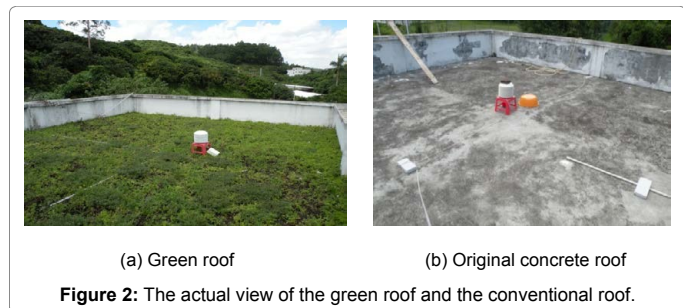 (a) Green roof
(b) Original concrete roof
Figure 2: The actual view of the green roof and the conventional roof.